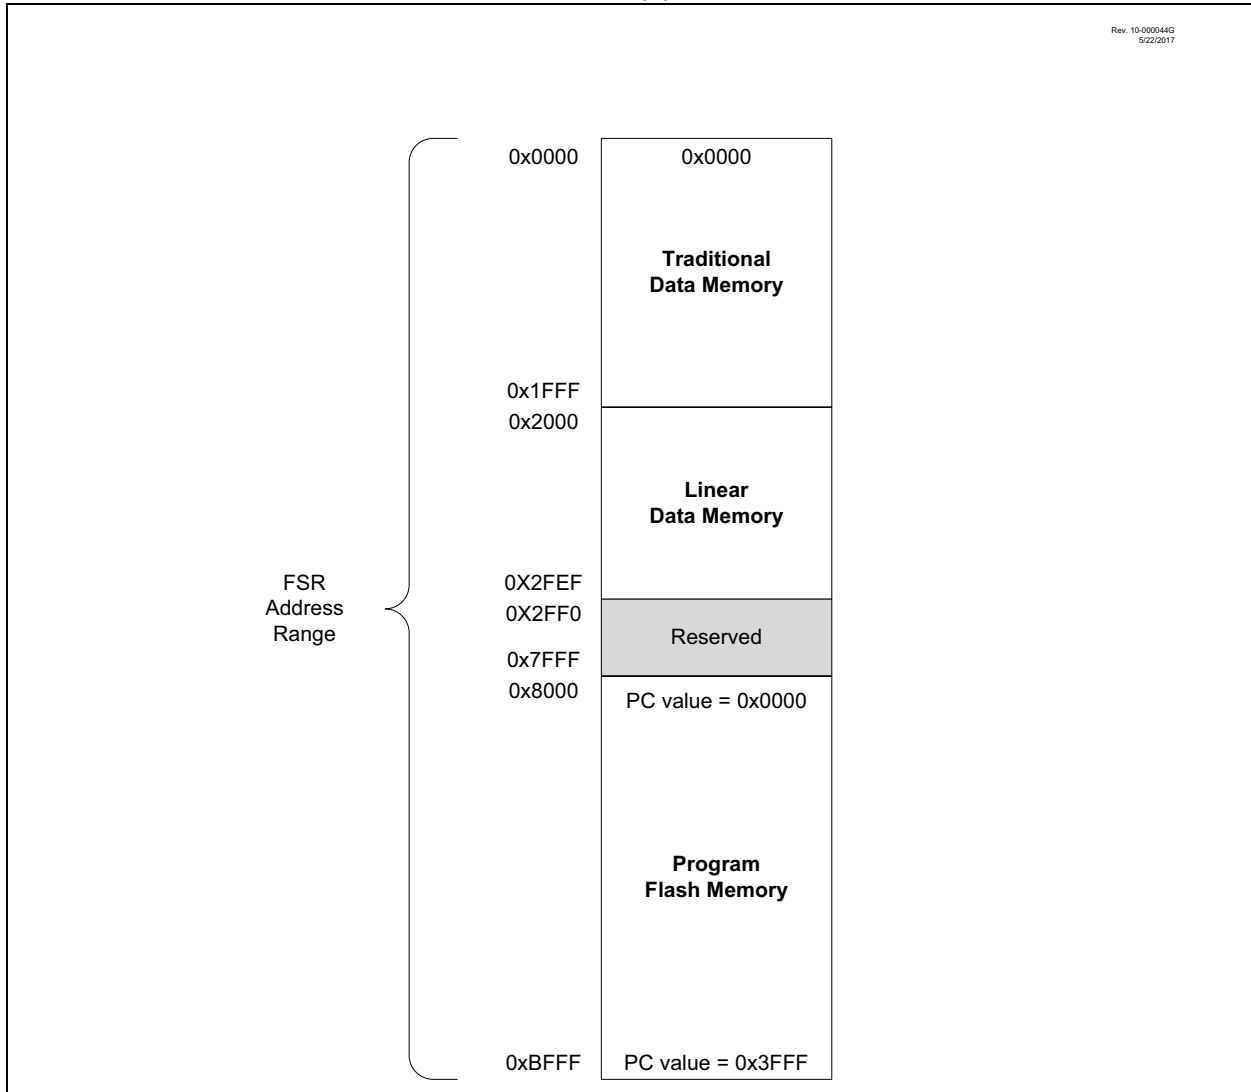 Rev. 10-000044G
5/22/2017
0x0000
0x0000
Traditional
Data Memory
0x1FFF
0x2000
Linear
Data Memory
FSR
Address
Range
0X2FEF
0X2FF0
Reserved
0x7FFF
0x8000
PC value = 0x0000
Program
Flash Memory
0xBFFF
PC value = 0x3FFF